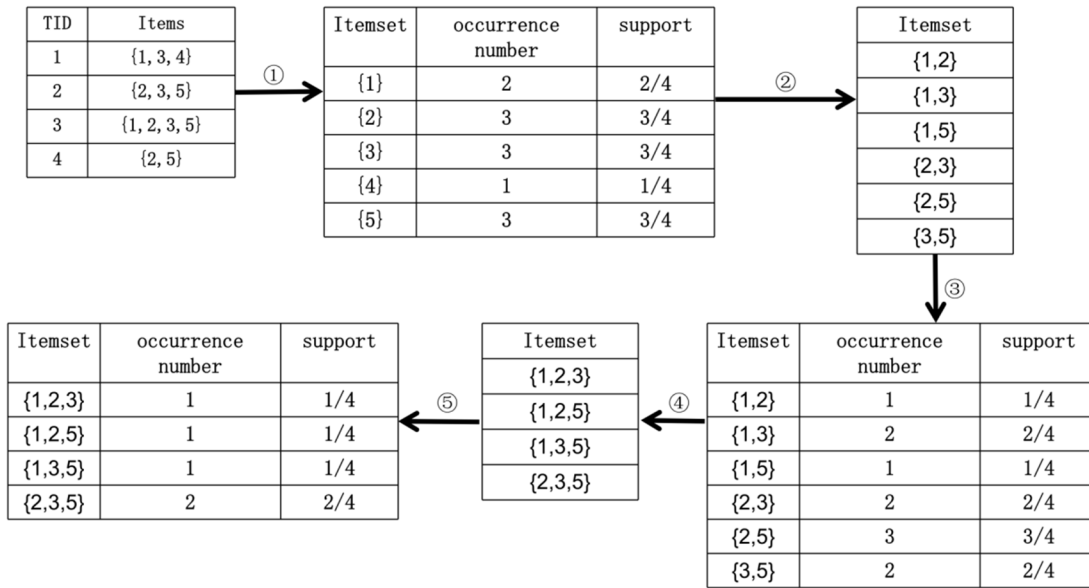 TID Items
1 {1,3,4}
2 {2,3,5}
3 {1,2,3,5}
4 {2,5}
①
Itemset occurrence number support
{1} 2 2/4
{2} 3 3/4
{3} 3 3/4
{4} 1 1/4
{5} 3 3/4
②
Itemset
{1,2}
{1,3}
{1,5}
{2,3}
{2,5}
{3,5}
③
Itemset occurrence number support
{1,2} 1 1/4
{1,3} 2 2/4
{1,5} 1 1/4
{2,3} 2 2/4
{2,5} 3 3/4
{3,5} 2 2/4
④
Itemset
{1,2,3}
{1,2,5}
{1,3,5}
{2,3,5}
⑤
Itemset occurrence number support
{1,2,3} 1 1/4
{1,2,5} 1 1/4
{1,3,5} 1 1/4
{2,3,5} 2 2/4